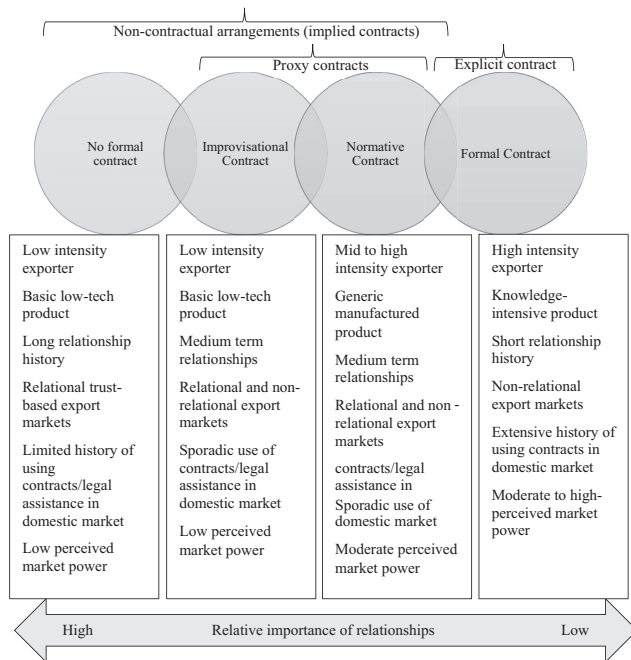 Non-contractual arrangements (implied contracts)
Proxy contracts
Explicit contract
No formal
contract
Improvisational
Contract
Normative
Contract
Formal Contract
Low intensity
exporter
Basic low-tech
product
Long relationship
history
Relational trust-
based export
markets
Limited history of
using
contracts/legal
assistance in
domestic market
Low perceived
market power
Low intensity
exporter
Basic low-tech
product
Medium term
relationships
Relational and non-
relational export
markets
Sporadic use of
contracts/legal
assistance in
domestic market
Low perceived
market power
Mid to high
intensity exporter
Generic
manufactured
product
Medium term
relationships
Relational and non -
relational export
markets
contracts/legal
assistance in
Sporadic use of
domestic market
Moderate perceived
market power
High intensity
exporter
Knowledge-
intensive product
Short relationship
history
Non-relational
export markets
Extensive history of
using contracts in
domestic market
Moderate to high-
perceived market
power
High
Relative importance of relationships
Low